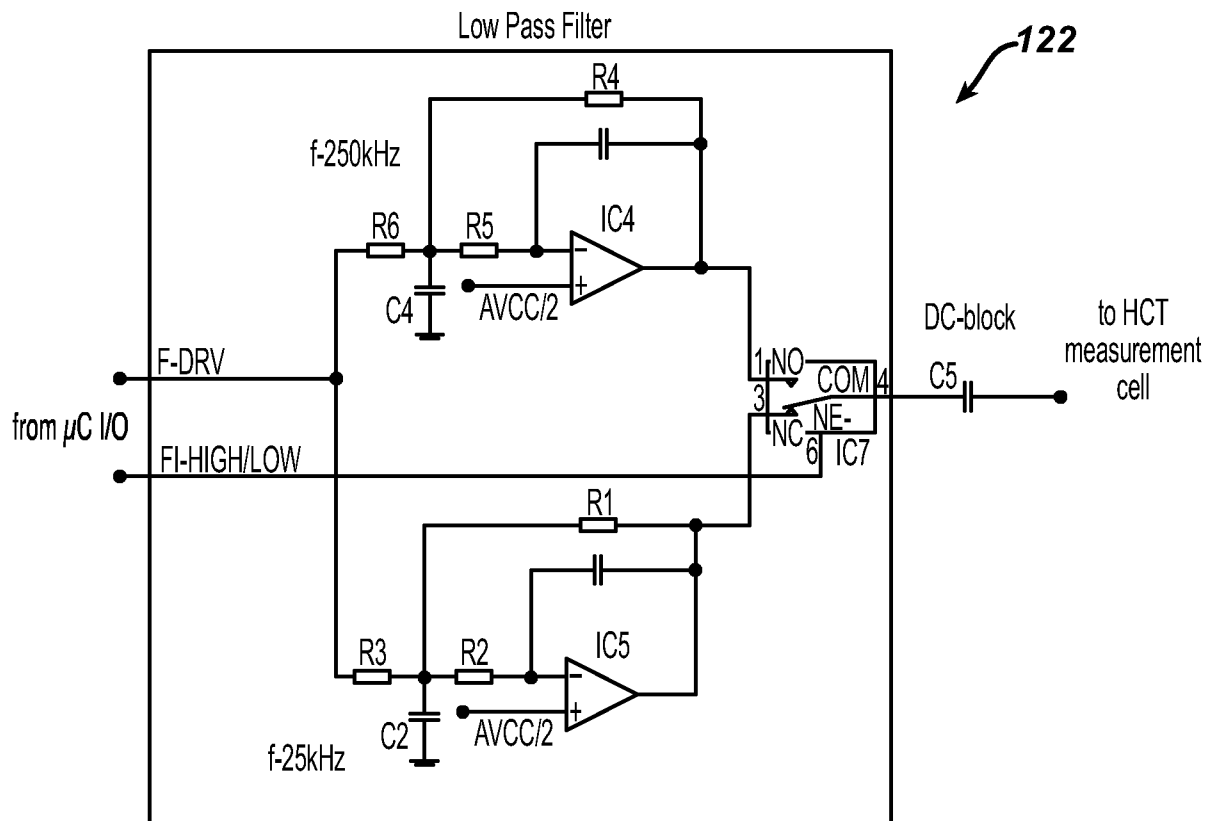 Low Pass Filter
122
R4
f-250kHz
IC4
R6
R5
C4
AVCC/2
DC-block
to HCT
measurement
cell
F-DRV
1
NO
COM
4
C5
3
from µC I/O
NE-
NC
FI-HIGH/LOW
6
IC7
R1
IC5
R3
R2
C2
AVCC/2
f-25kHz